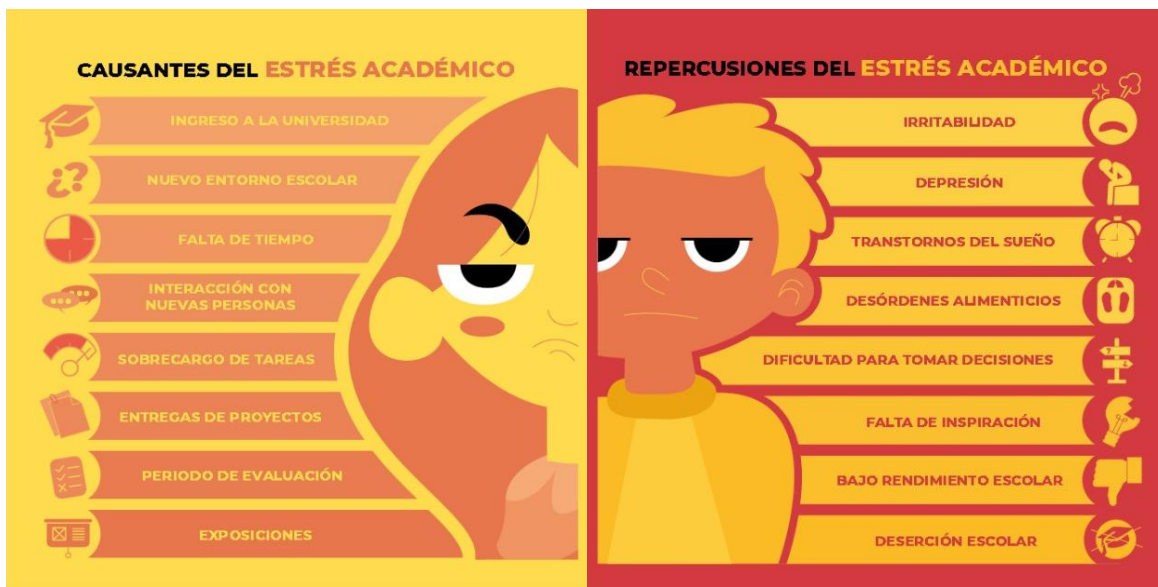 CAUSANTES DEL ESTRÉS ACADÉMICO
INGRESO A LA UNIVERSIDAD
NUEVO ENTORNO ESCOLAR
FALTA DE TIEMPO
INTERACCIÓN CON
NUEVAS PERSONAS
SOBRECARGO DE TAREAS
ENTREGAS DE PROYECTOS
PERIODO DE EVALUACIÓN
EXPOSICIONES
REPERCUSIONES DEL ESTRÉS ACADÉMICO
IRRITABILIDAD
DEPRESIÓN
TRANSTORNOS DEL SUEÑO
DESÓRDENES ALIMENTICIOS
DIFICULTAD PARA TOMAR DECISIONES
FALTA DE INSPIRACIÓN
BAJO RENDIMIENTO ESCOLAR
DESERCIÓN ESCOLAR